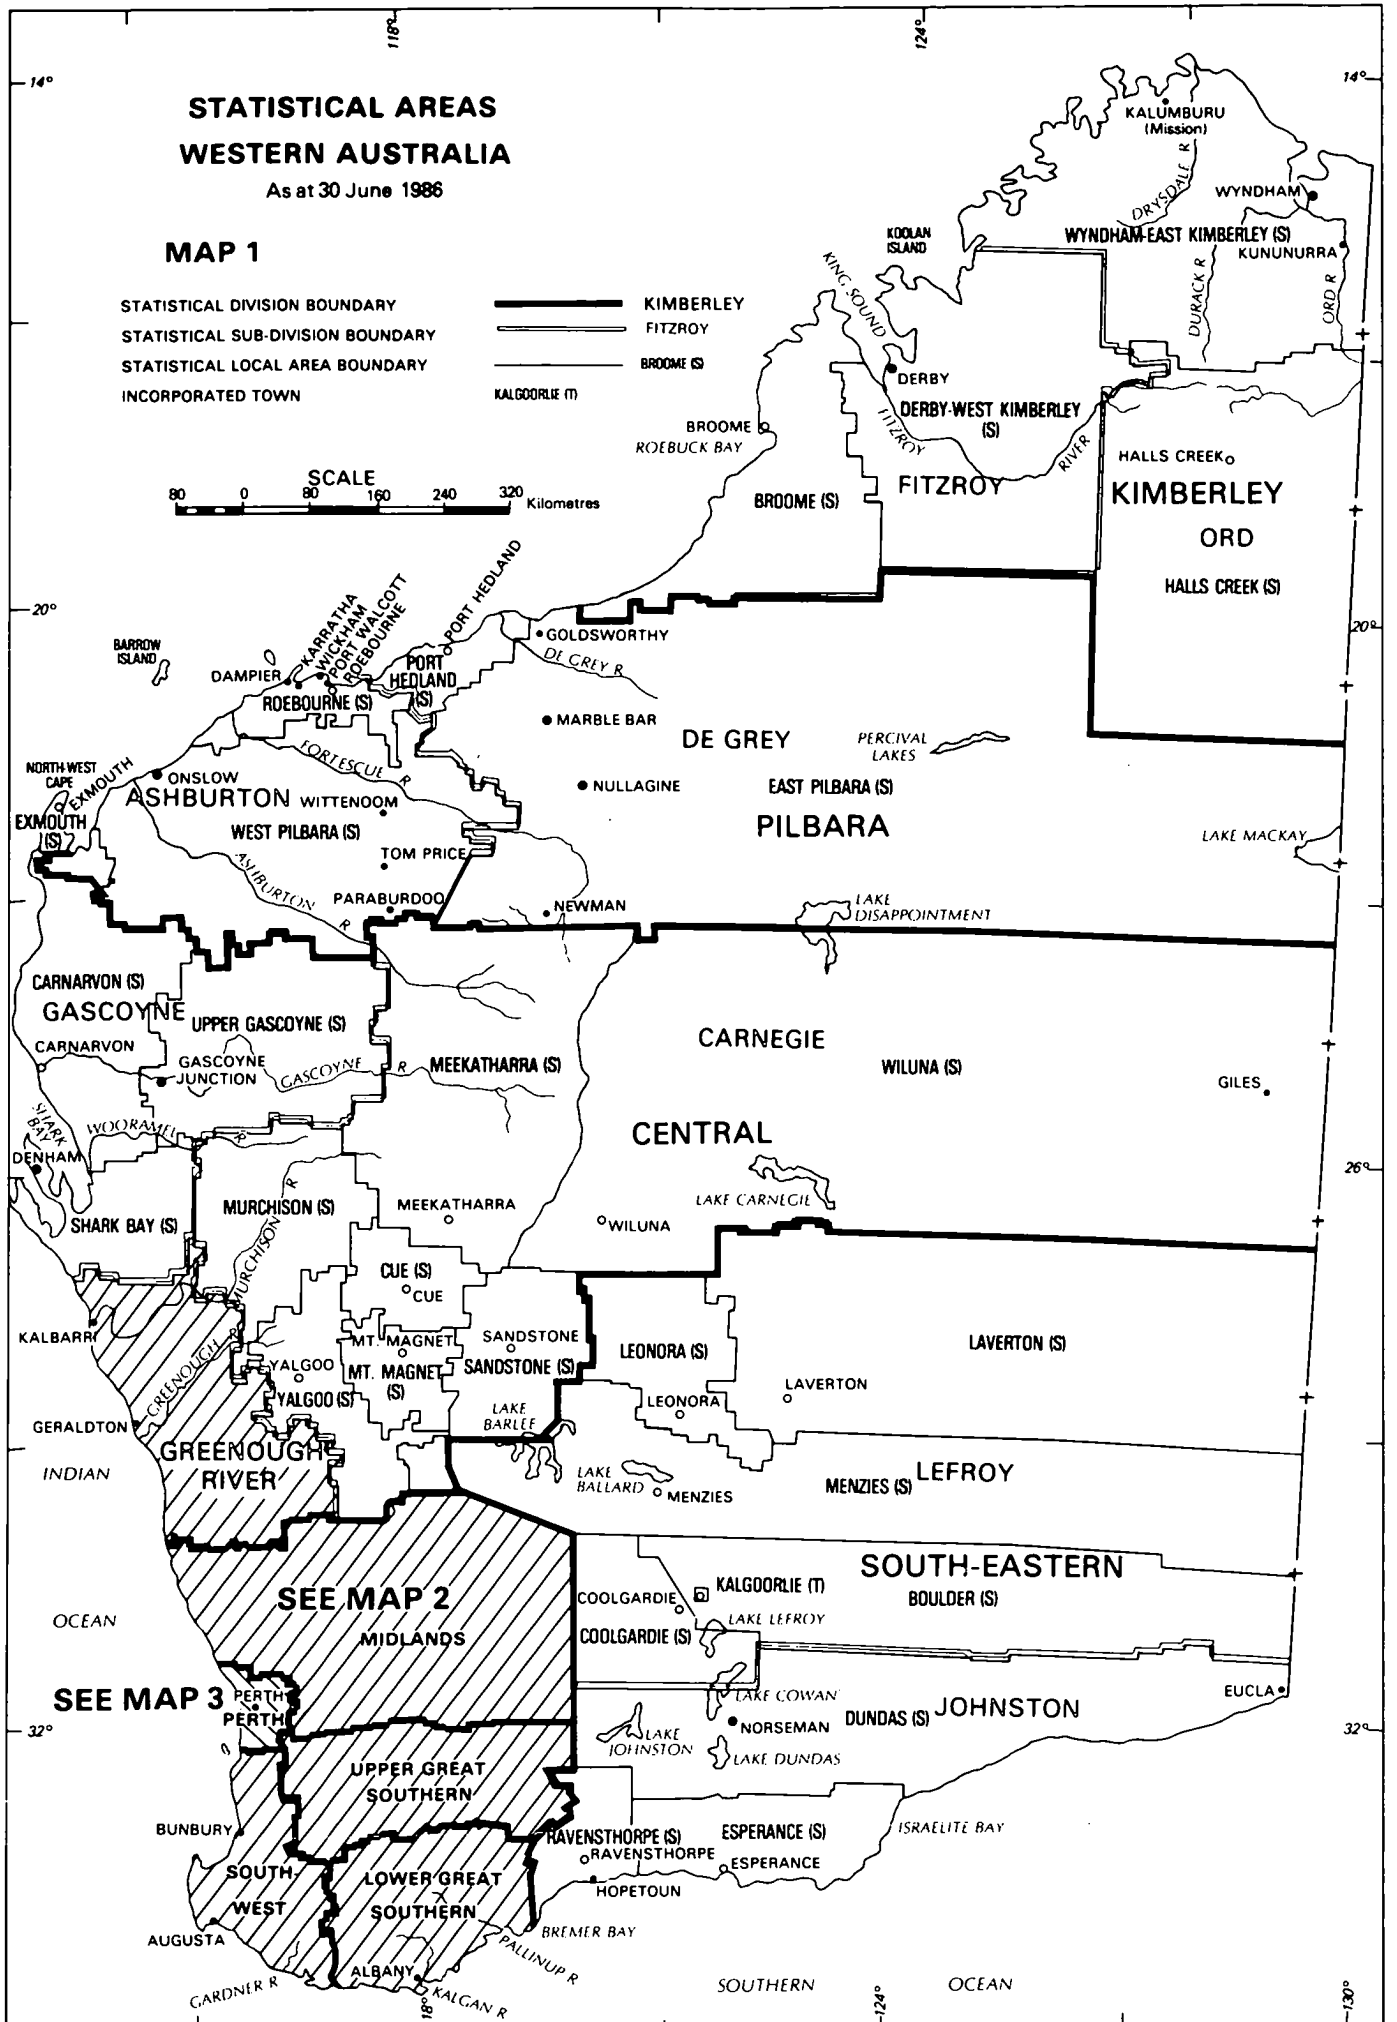 118°
124°
14°
14°
STATISTICAL AREAS
WESTERN AUSTRALIA
As at 30 June 1986
MAP 1
STATISTICAL DIVISION BOUNDARY KIMBERLEY
STATISTICAL SUB-DIVISION BOUNDARY FITZROY
STATISTICAL LOCAL AREA BOUNDARY BROOME (S)
INCORPORATED TOWN KALGOORLIE (T)
SCALE
80 0 80 160 240 320 Kilometres
KALUMBURU
(Mission)
DRYSDALE R
WYNDHAM
WYNDHAM-EAST KIMBERLEY (S)
KUNUNURRA
DURACK R
ORD R
KOOLAN
ISLAND
KING SOUND
DERBY
DERBY-WEST KIMBERLEY
(S)
FITZROY
RIVER
BROOME
ROEBUCK BAY
HALLS CREEK
FITZROY
KIMBERLEY
BROOME (S)
ORD
HALLS CREEK (S)
20°
20°
BARROW
ISLAND
DAMPIER
KARRATHA
WICKHAM
PORT WALCOTT
ROEBOURNE
PORT HEDLAND
GOLDSWORTHY
DE GREY R
PORT
HEDLAND
(S)
ROEBOURNE (S)
MARBLE BAR
DE GREY
PERCIVAL
LAKES
FORTESCUE R
NORTH-WEST
CAPE
EXMOUTH
ONSLOW
ASHBURTON
WITTENOOM
NULLAGINE
EAST PILBARA (S)
EXMOUTH
(S)
WEST PILBARA (S)
PILBARA
LAKE MACKAY
TOM PRICE
ASHBURTON R
PARABURDOO
NEWMAN
LAKE
DISAPPOINTMENT
CARNARVON (S)
GASCOYNE
UPPER GASCOYNE (S)
CARNEGIE
CARNARVON
GASCOYNE
JUNCTION
GASCOYNE R
MEEKATHARRA (S)
WILUNA (S)
GILES
SHARK
BAY
WOORAMEL R
CENTRAL
DENHAM
26°
LAKE CARNEGIE
MURCHISON (S)
MEEKATHARRA
WILUNA
SHARK BAY (S)
MURCHISON R
CUE (S)
CUE
KALBARRI
GREENOUGH R
MT. MAGNET
SANDSTONE
LEONORA (S)
LAVERTON (S)
YALGOO
MT. MAGNET
(S)
SANDSTONE (S)
YALGOO (S)
LEONORA
LAVERTON
GERALDTON
LAKE
BARLEE
GREENOUGH
RIVER
INDIAN
LAKE
BALLARD
MENZIES
MENZIES (S)
LEFROY
SOUTH-EASTERN
SEE MAP 2
KALGOORLIE (T)
BOULDER (S)
COOLGARDIE
OCEAN
LAKE LEFROY
MIDLANDS
COOLGARDIE (S)
SEE MAP 3
PERTH
PERTH
LAKE COWAN
EUCLA
JOHNSTON
DUNDAS (S)
NORSEMAN
32°
32°
LAKE
JOHNSTON
LAKE DUNDAS
UPPER GREAT
SOUTHERN
BUNBURY
RAVENSTHORPE (S)
ESPERANCE (S)
ISRAELITE BAY
RAVENSTHORPE
ESPERANCE
SOUTH-
WEST
LOWER GREAT
SOUTHERN
HOPETOUN
AUGUSTA
BREMER BAY
PALLINUP R
ALBANY
GARDNER R
KALGAN R
SOUTHERN OCEAN
18°
124°
130°